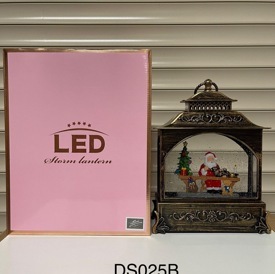 LED
Storm lantern
DS025B